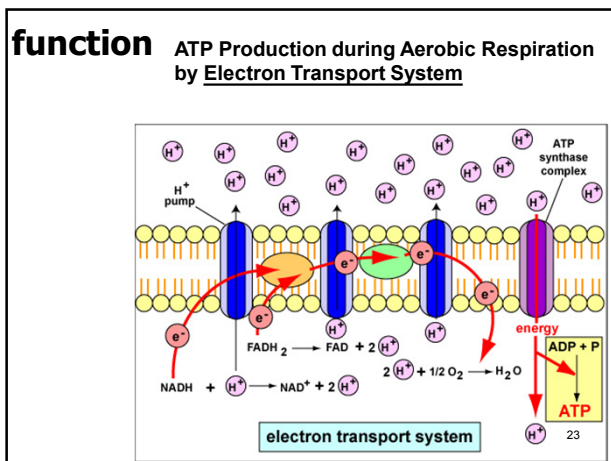 function ATP Production during Aerobic Respiration
by Electron Transport System
H⁺ H⁺ H⁺ H⁺ H⁺ H⁺
H⁺ H⁺ H⁺ H⁺ H⁺ H⁺ H⁺
H⁺ H⁺ H⁺ H⁺
ATP
synthase
complex
H⁺
pump
e⁻ e⁻
e⁻ e⁻ e⁻
H⁺ H⁺
energy
FADH₂ → FAD + 2 H⁺
ADP + P
NADH + H⁺ → NAD⁺ + 2 H⁺
2 H⁺ + 1/2 O₂ → H₂O
ATP
electron transport system
H⁺ 23